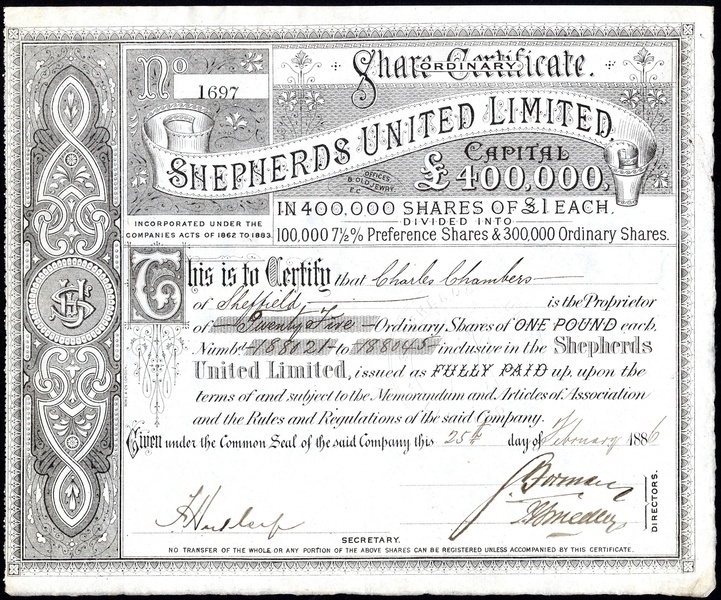 No 1697
Share Certificate.
ORDINARY
SHEPHERDS UNITED LIMITED.
OFFICES,
8. OLD JEWRY.
E.C.
CAPITAL
£400,000,
IN 400,000 SHARES OF £1 EACH,
DIVIDED INTO
100,000 7½% Preference Shares & 300,000 Ordinary Shares.
INCORPORATED UNDER THE
COMPANIES ACTS OF 1862 TO 1883.
This is to Certify that Charles Chambers
of Sheffield is the Proprietor
of Twenty Five Ordinary Shares of ONE POUND each,
Numbd 188021 to 188045 inclusive in the Shepherds
United Limited, issued as FULLY PAID up, upon the
terms of and subject to the Memorandum and Articles of Association
and the Rules and Regulations of the said Company.
Given under the Common Seal of the said Company this 25th day of February 1886
DIRECTORS.
SECRETARY.
NO TRANSFER OF THE WHOLE OR ANY PORTION OF THE ABOVE SHARES CAN BE REGISTERED UNLESS ACCOMPANIED BY THIS CERTIFICATE.